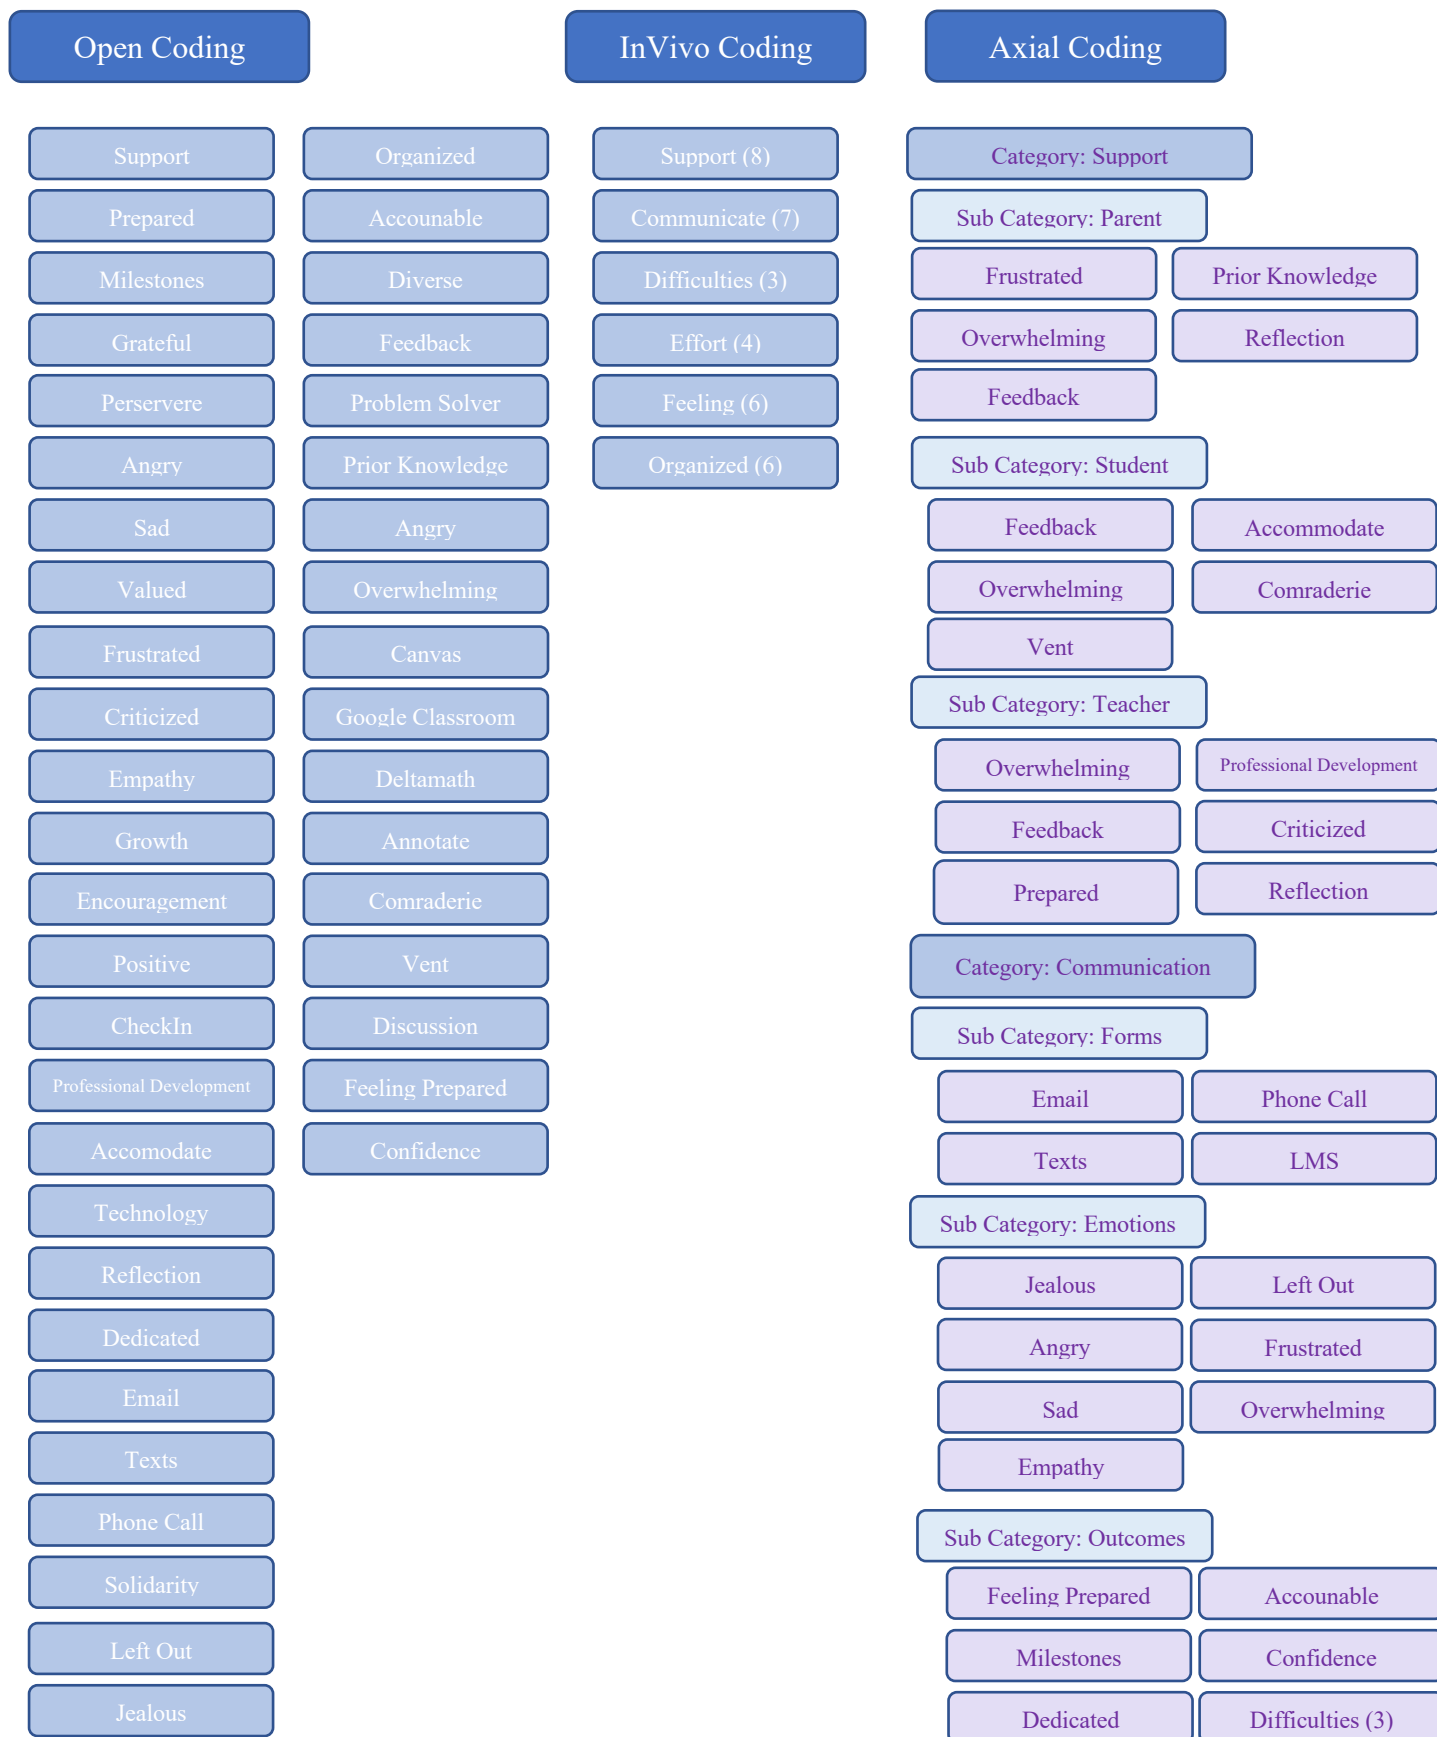 Open Coding
InVivo Coding
Axial Coding
Support
Prepared
Milestones
Grateful
Perservere
Angry
Sad
Valued
Frustrated
Criticized
Empathy
Growth
Encouragement
Positive
CheckIn
Professional Development
Accomodate
Technology
Reflection
Dedicated
Email
Texts
Phone Call
Solidarity
Left Out
Jealous
Organized
Accounable
Diverse
Feedback
Problem Solver
Prior Knowledge
Angry
Overwhelming
Canvas
Google Classroom
Deltamath
Annotate
Comraderie
Vent
Discussion
Feeling Prepared
Confidence
Support (8)
Communicate (7)
Difficulties (3)
Effort (4)
Feeling (6)
Organized (6)
Category: Support
Sub Category: Parent
Frustrated
Prior Knowledge
Overwhelming
Reflection
Feedback
Sub Category: Student
Feedback
Accommodate
Overwhelming
Comraderie
Vent
Sub Category: Teacher
Overwhelming
Professional Development
Feedback
Criticized
Prepared
Reflection
Category: Communication
Sub Category: Forms
Email
Phone Call
Texts
LMS
Sub Category: Emotions
Jealous
Left Out
Angry
Frustrated
Sad
Overwhelming
Empathy
Sub Category: Outcomes
Feeling Prepared
Accounable
Milestones
Confidence
Dedicated
Difficulties (3)